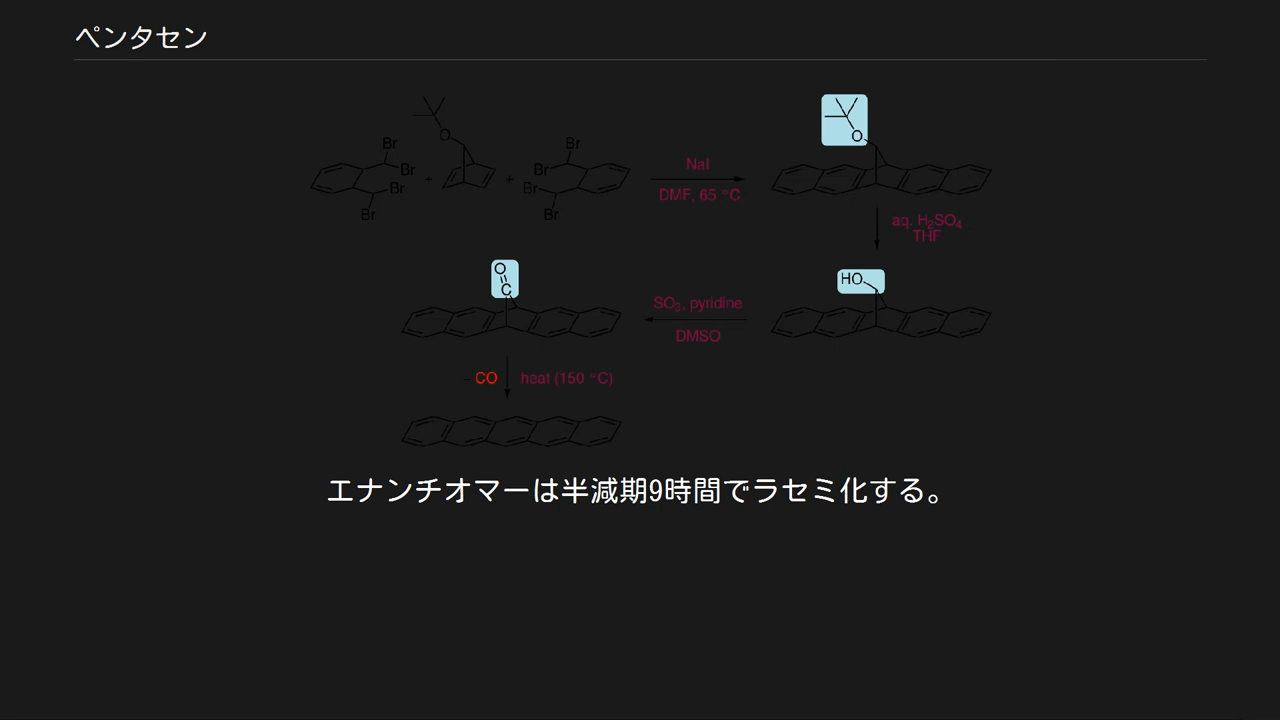 ペンタセン
Br
Br
Br
Br
+
O
+
Br
Br
Br
Br
NaI
DMF, 65 °C
O
aq. H₂SO₄
THF
HO
SO₂, pyridine
DMSO
O
C
– CO
heat (150 °C)
エナンチオマーは半減期9時間でラセミ化する。